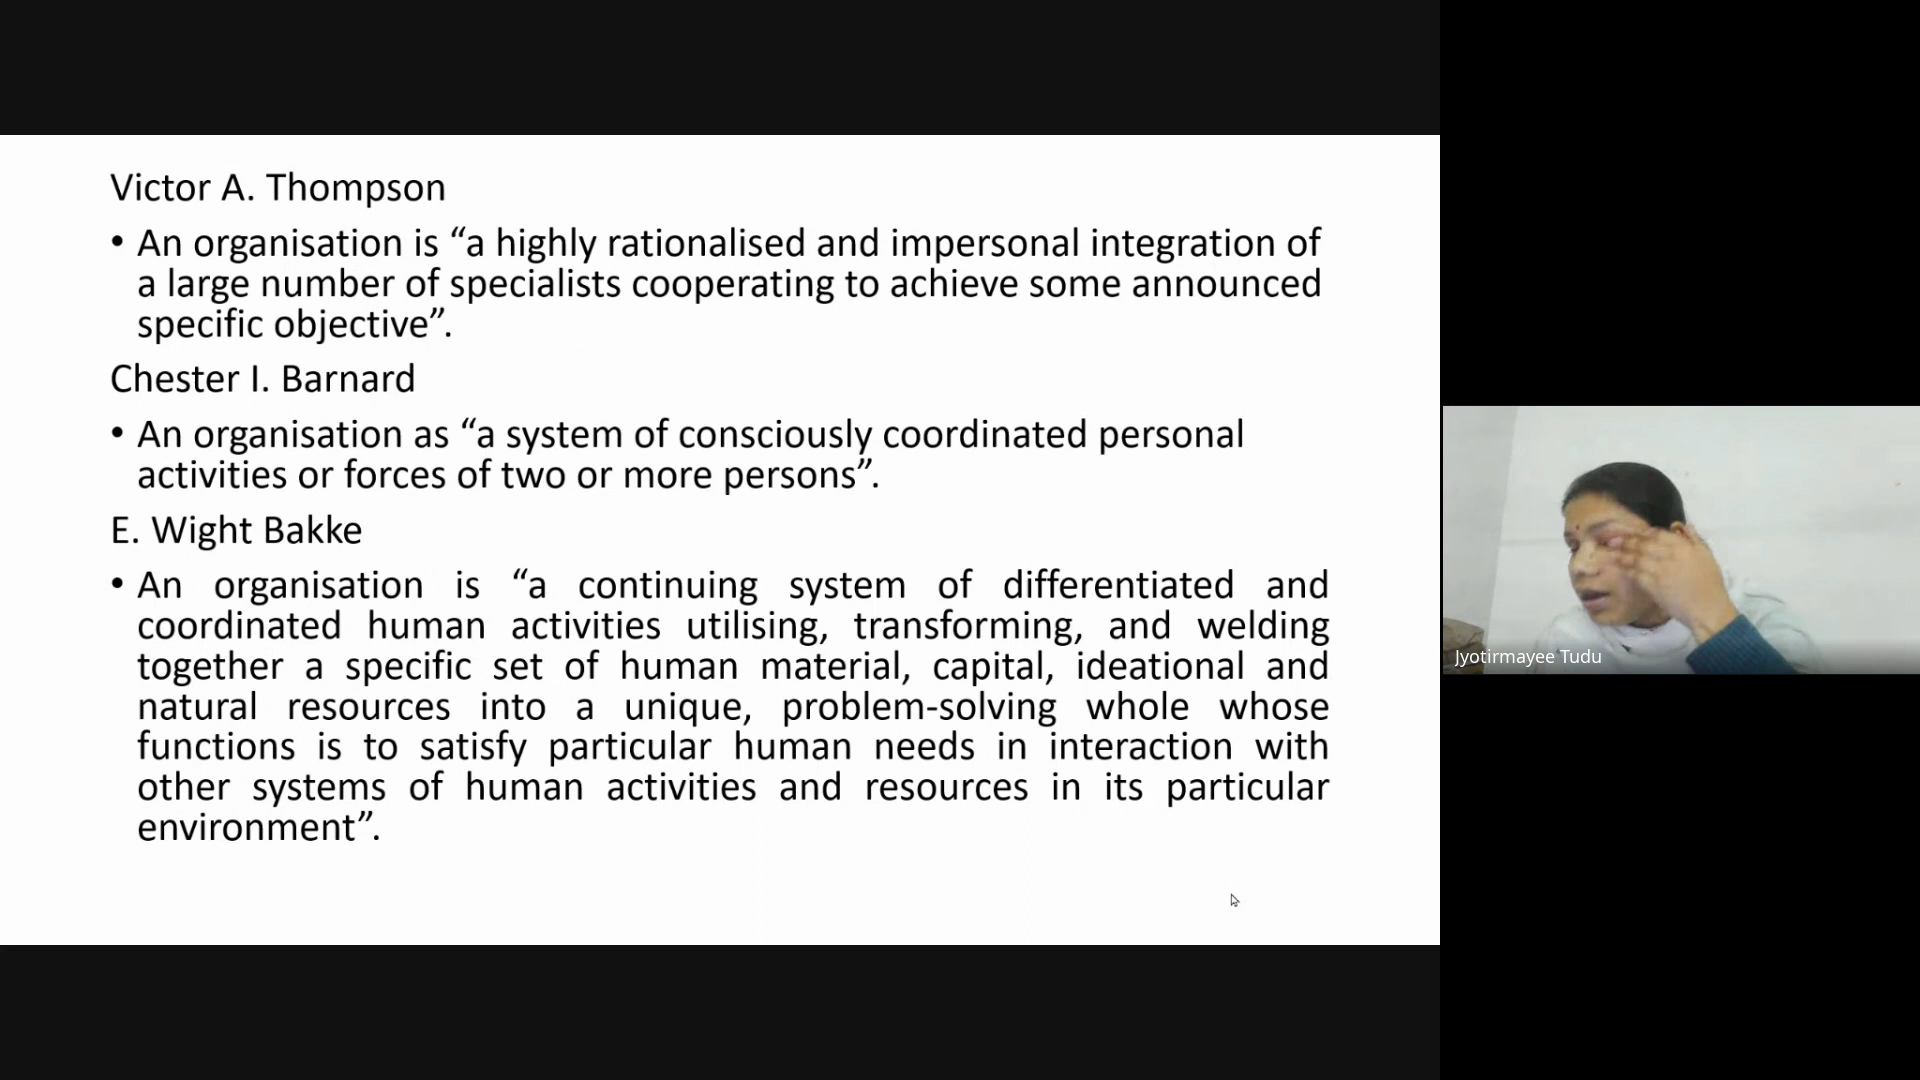 Victor A. Thompson
• An organisation is “a highly rationalised and impersonal integration of
a large number of specialists cooperating to achieve some announced
specific objective”.
Chester I. Barnard
• An organisation as “a system of consciously coordinated personal
activities or forces of two or more persons”.
E. Wight Bakke
• An organisation is “a continuing system of differentiated and
coordinated human activities utilising, transforming, and welding
together a specific set of human material, capital, ideational and
natural resources into a unique, problem-solving whole whose
functions is to satisfy particular human needs in interaction with
other systems of human activities and resources in its particular
environment”.
Jyotirmayee Tudu